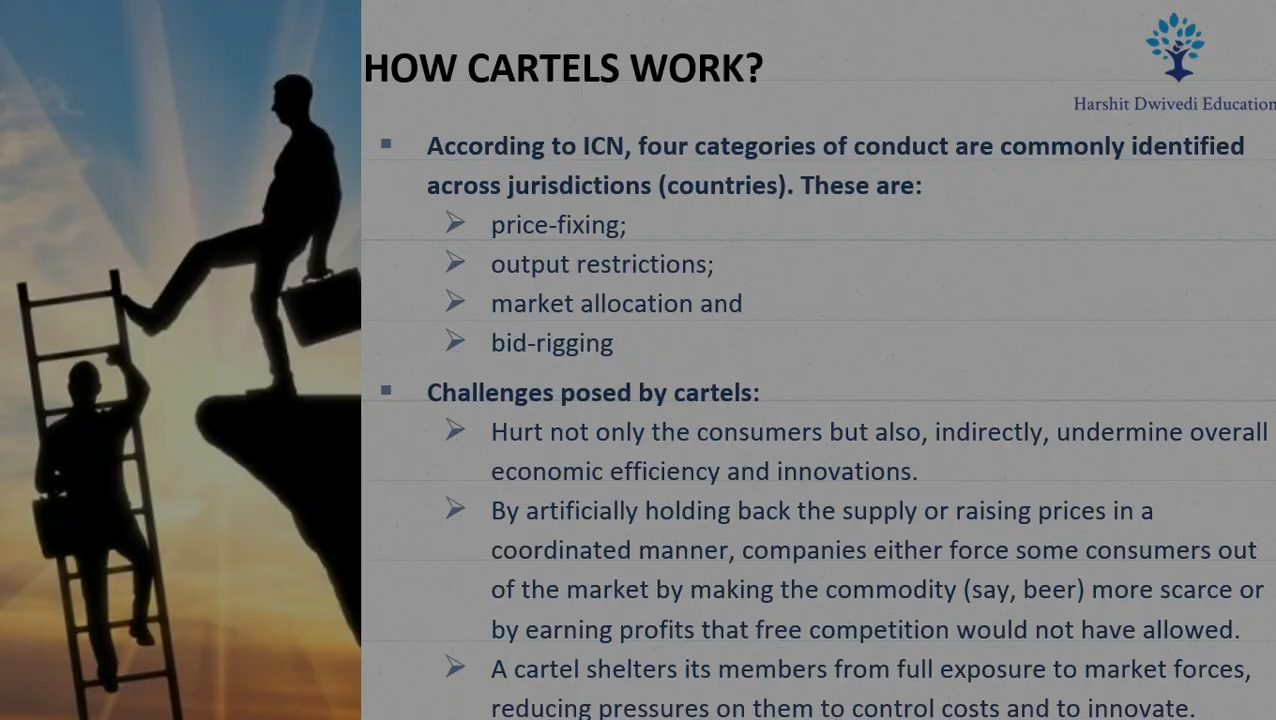 HOW CARTELS WORK?
Harshit Dwivedi Education
According to ICN, four categories of conduct are commonly identified
across jurisdictions (countries). These are:
price-fixing;
output restrictions;
market allocation and
bid-rigging
Challenges posed by cartels:
Hurt not only the consumers but also, indirectly, undermine overall
economic efficiency and innovations.
By artificially holding back the supply or raising prices in a
coordinated manner, companies either force some consumers out
of the market by making the commodity (say, beer) more scarce or
by earning profits that free competition would not have allowed.
A cartel shelters its members from full exposure to market forces,
reducing pressures on them to control costs and to innovate.